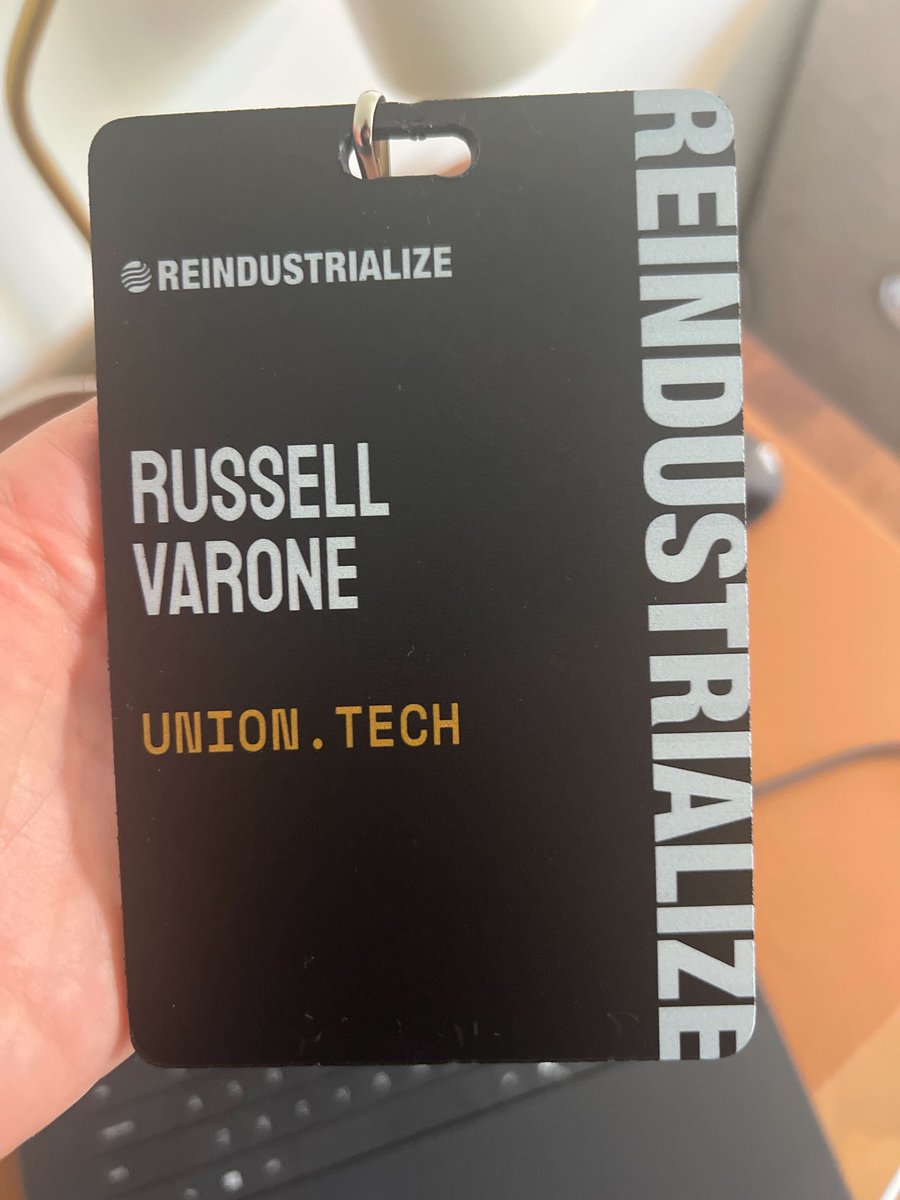 REINDUSTRIALIZE
RUSSELL
VARONE
UNION.TECH
REINDUSTRIALIZE